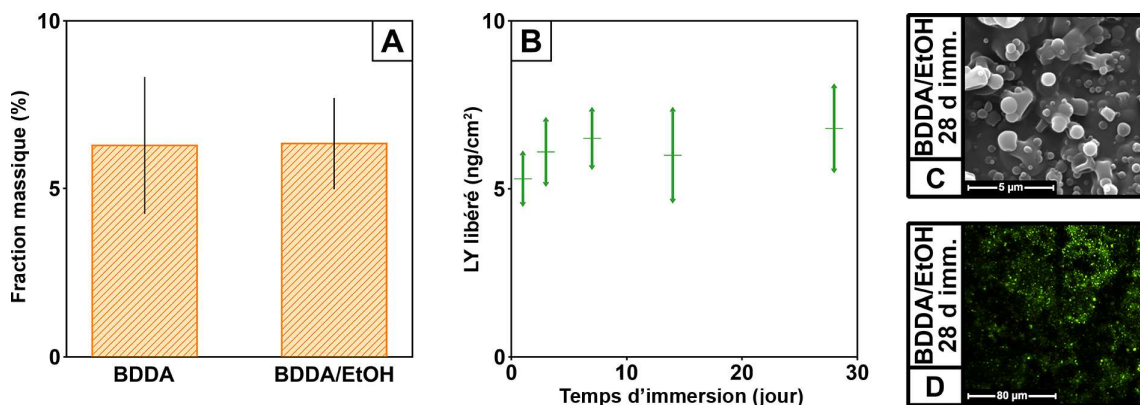 10
A
5
Fraction massique (%)
0
BDDA
BDDA/EtOH
10
B
5
LY libéré (ng/cm²)
0
0
10
20
30
Temps d'immersion (jour)
BDDA/EtOH
28 d imm.
C
5 µm
BDDA/EtOH
28 d imm.
D
80 µm